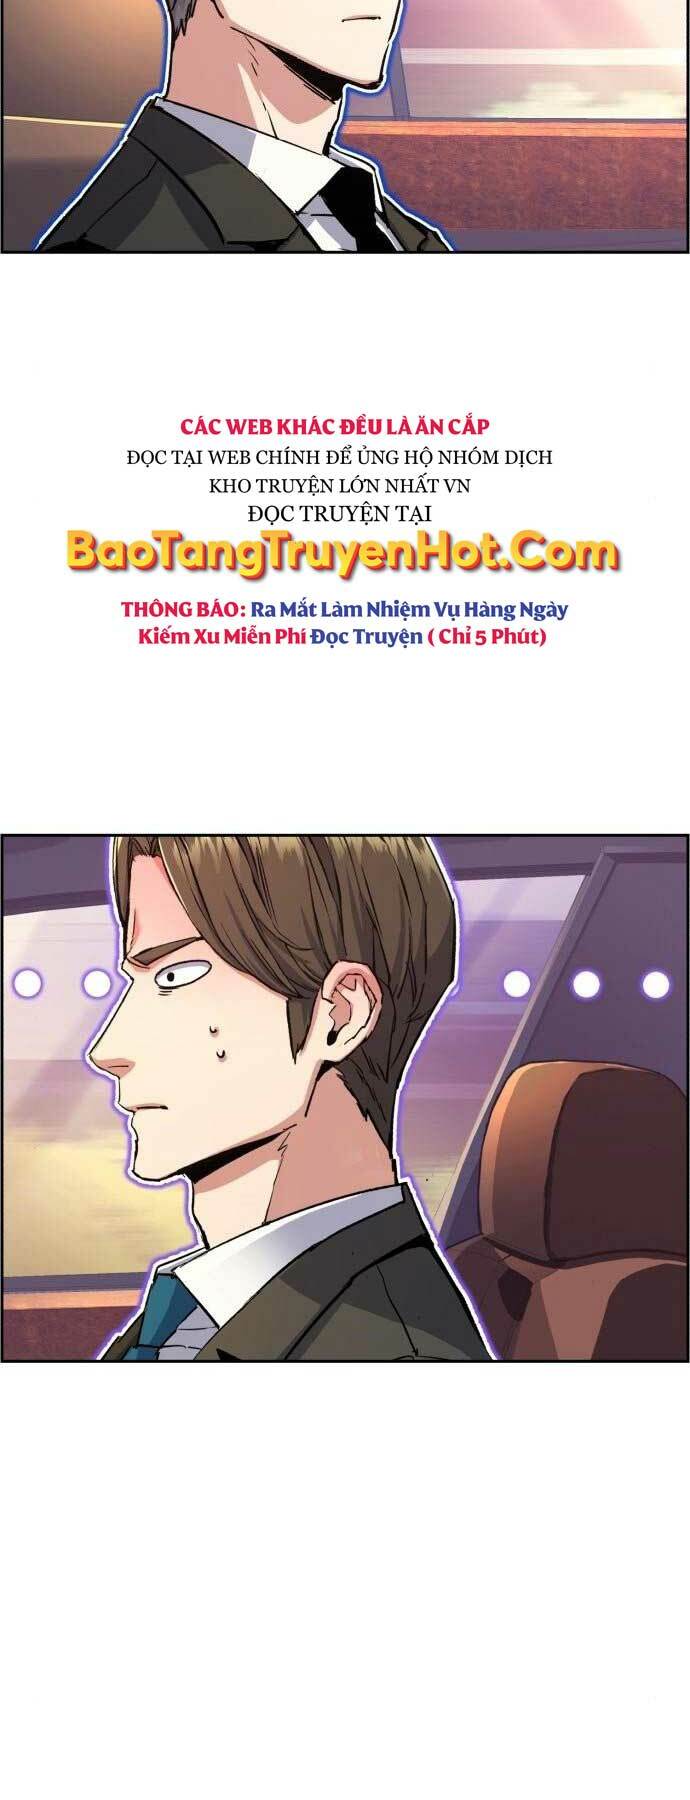 CÁC WEB KHÁC ĐỀU LÀ ĂN CẮP
ĐỌC TẠI WEB CHÍNH ĐỂ ỦNG HỘ NHÓM DỊCH
KHO TRUYỆN LỚN NHẤT VN
ĐỌC TRUYỆN TẠI
BaoTangTruyenHot.Com
THÔNG BÁO: Ra Mắt Làm Nhiệm Vụ Hàng Ngày
Kiếm Xu Miễn Phí Đọc Truyện ( Chỉ 5 Phút)